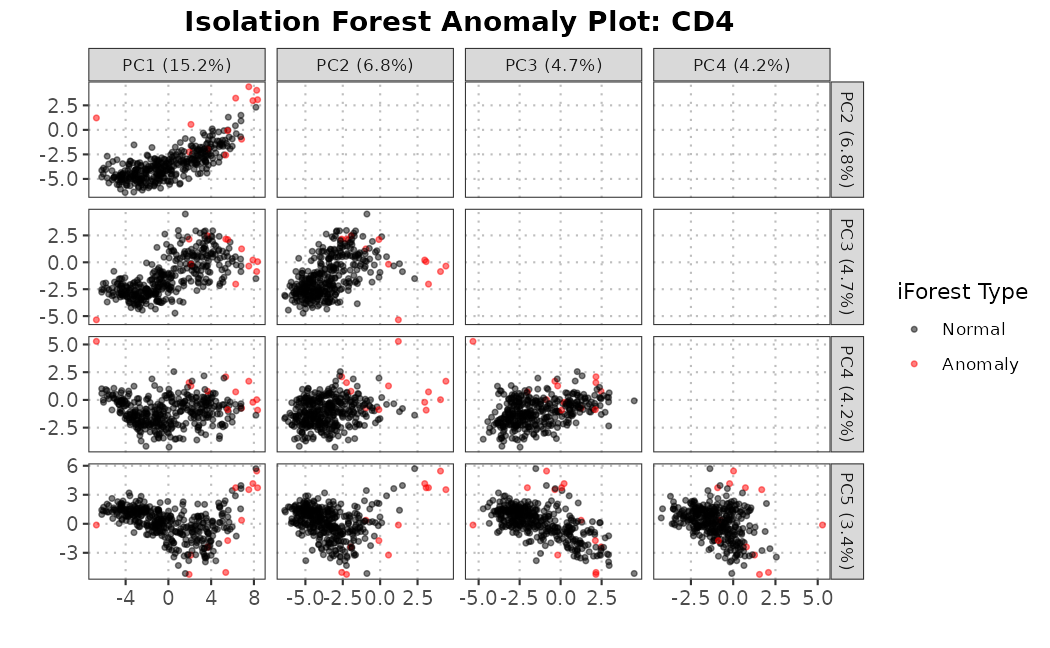 Isolation Forest Anomaly Plot: CD4
PC1 (15.2%) PC2 (6.8%) PC3 (4.7%) PC4 (4.2%)
2.5
0.0
-2.5
-5.0
PC2 (6.8%)
2.5
0.0
-2.5
-5.0
PC3 (4.7%)
5.0
2.5
0.0
-2.5
PC4 (4.2%)
6
3
0
-3
PC5 (3.4%)
-4 0 4 8 -5.0 -2.5 0.0 2.5 -5.0 -2.5 0.0 2.5 -2.5 0.0 2.5 5.0
iForest Type
Normal
Anomaly